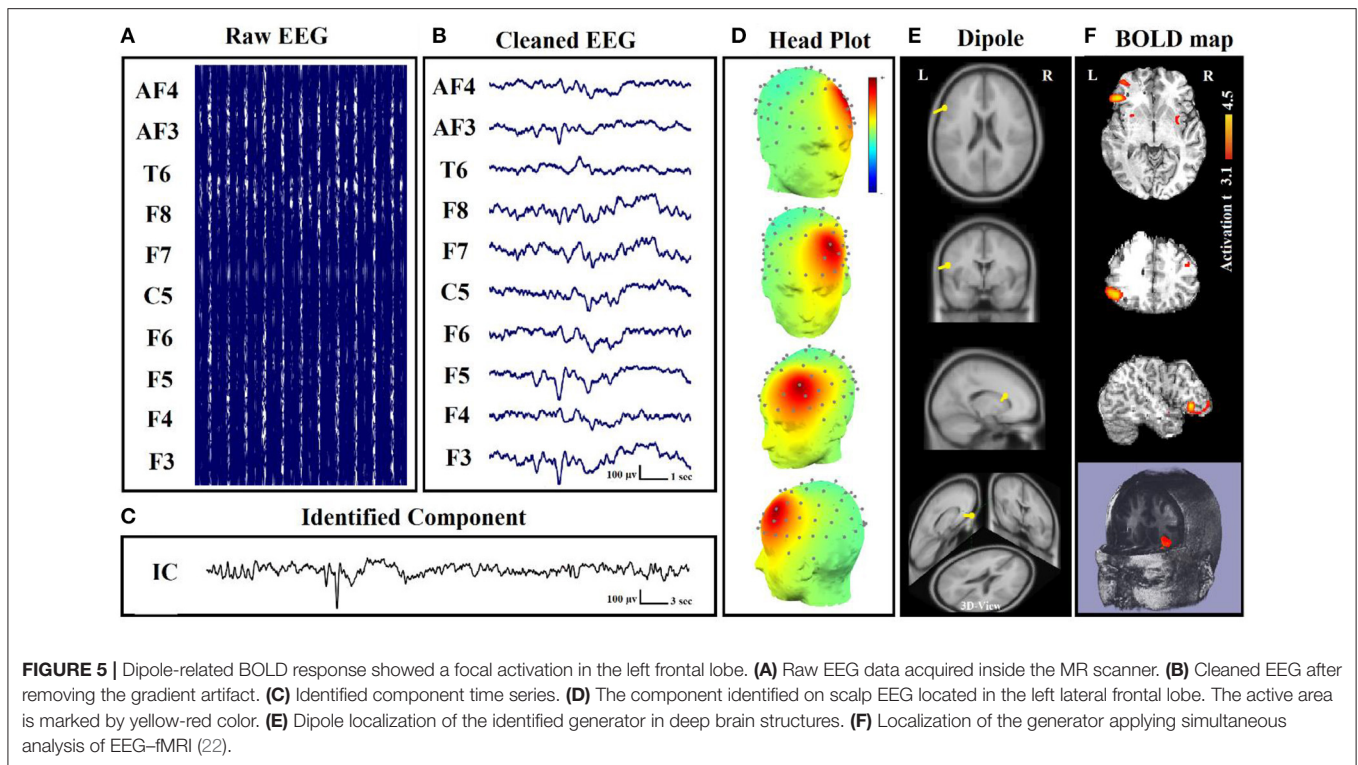 A
Raw EEG
AF4
AF3
T6
F8
F7
C5
F6
F5
F4
F3
B
Cleaned EEG
AF4
AF3
T6
F8
F7
C5
F6
F5
F4
F3
100 µv
1 sec
C
Identified Component
IC
100 µv
3 sec
D
Head Plot
E
Dipole
L
R
3D-View
F
BOLD map
L
R
Activation t 3.1 4.5
FIGURE 5 | Dipole-related BOLD response showed a focal activation in the left frontal lobe. (A) Raw EEG data acquired inside the MR scanner. (B) Cleaned EEG after
removing the gradient artifact. (C) Identified component time series. (D) The component identified on scalp EEG located in the left lateral frontal lobe. The active area
is marked by yellow-red color. (E) Dipole localization of the identified generator in deep brain structures. (F) Localization of the generator applying simultaneous
analysis of EEG–fMRI (22).